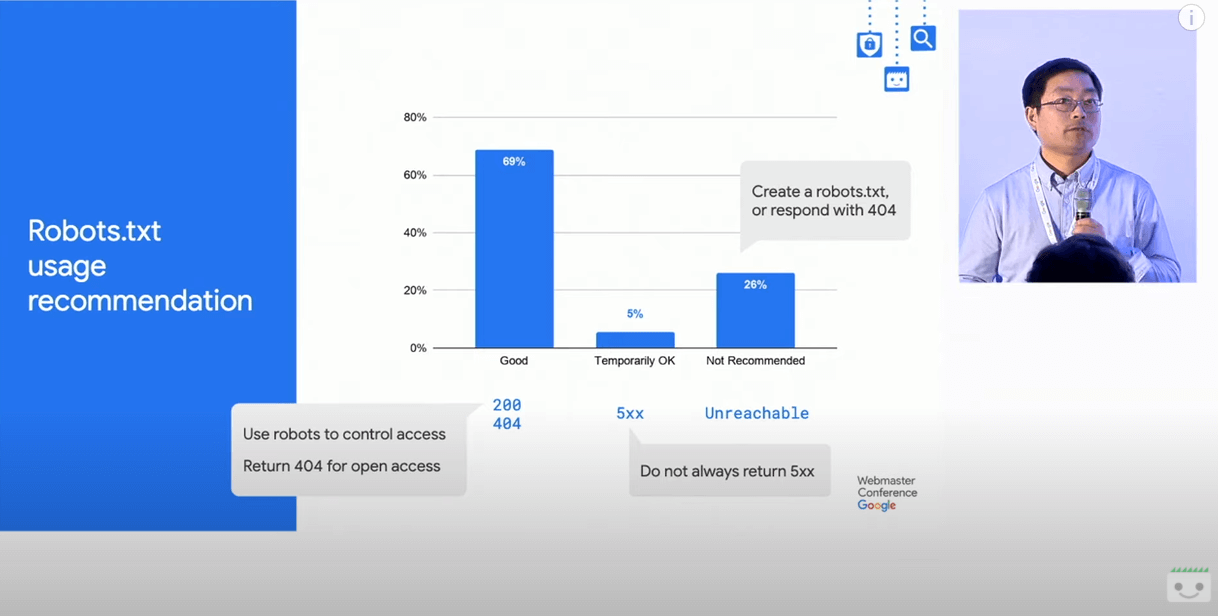 Robots.txt
usage
recommendation
80%
60%
40%
20%
0%
69%
5%
26%
Good
Temporarily OK
Not Recommended
Create a robots.txt,
or respond with 404
200
404
5xx
Unreachable
Use robots to control access
Return 404 for open access
Do not always return 5xx
Webmaster
Conference
Google
i